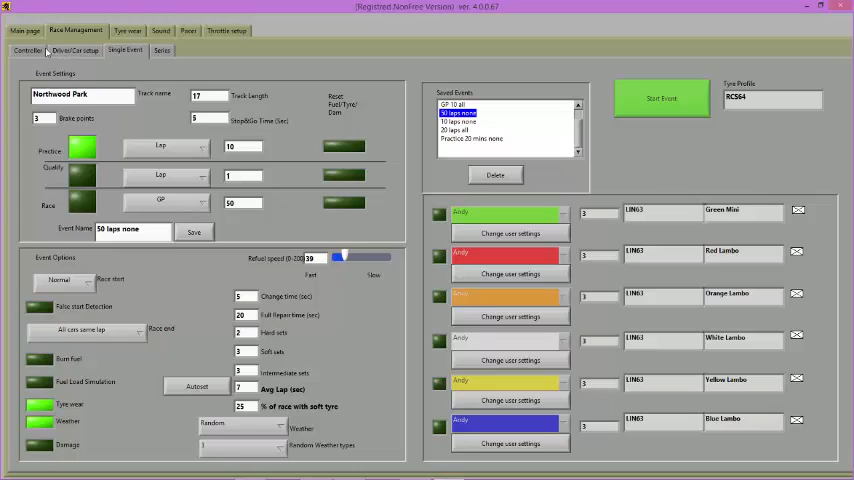 (Registred.NonFree Version) ver. 4.0.0.67
Main page Race Management Tyre wear Sound Pacer Throttle setup
Controller Driver/Car setup Single Event Series
Event Settings
Northwood Park Track name 17 Track Length Reset Fuel/Tyre/ Dam
3 Brake points 5 Stop&Go Time (Sec)
Practice Lap 10
Qualify Lap 1
Race GP 50
Event Name 50 laps none Save
Event Options
Refuel speed (0-200) 39
Fast Slow
Normal Race start
False start Detection
All cars same lap Race end
Burn fuel
Fuel Load Simulation
Tyre wear
Weather
Damage
5 Change time (sec)
20 Full Repair time (sec)
2 Hard sets
3 Soft sets
3 Intermediate sets
Autoset 7 Avg Lap (sec)
25 % of race with soft tyre
Random Weather
3 Random Weather types
Saved Events
GP 10 all
50 laps none
10 laps none
20 laps all
Practice 20 mins none
Delete
Start Event
Tyre Profile
RCS64
Andy 3 LIN63 Green Mini
Change user settings
Andy 3 LIN63 Red Lambo
Change user settings
Andy 3 LIN63 Orange Lambo
Change user settings
Andy 3 LIN63 White Lambo
Change user settings
Andy 3 LIN63 Yellow Lambo
Change user settings
Andy 3 LIN63 Blue Lambo
Change user settings